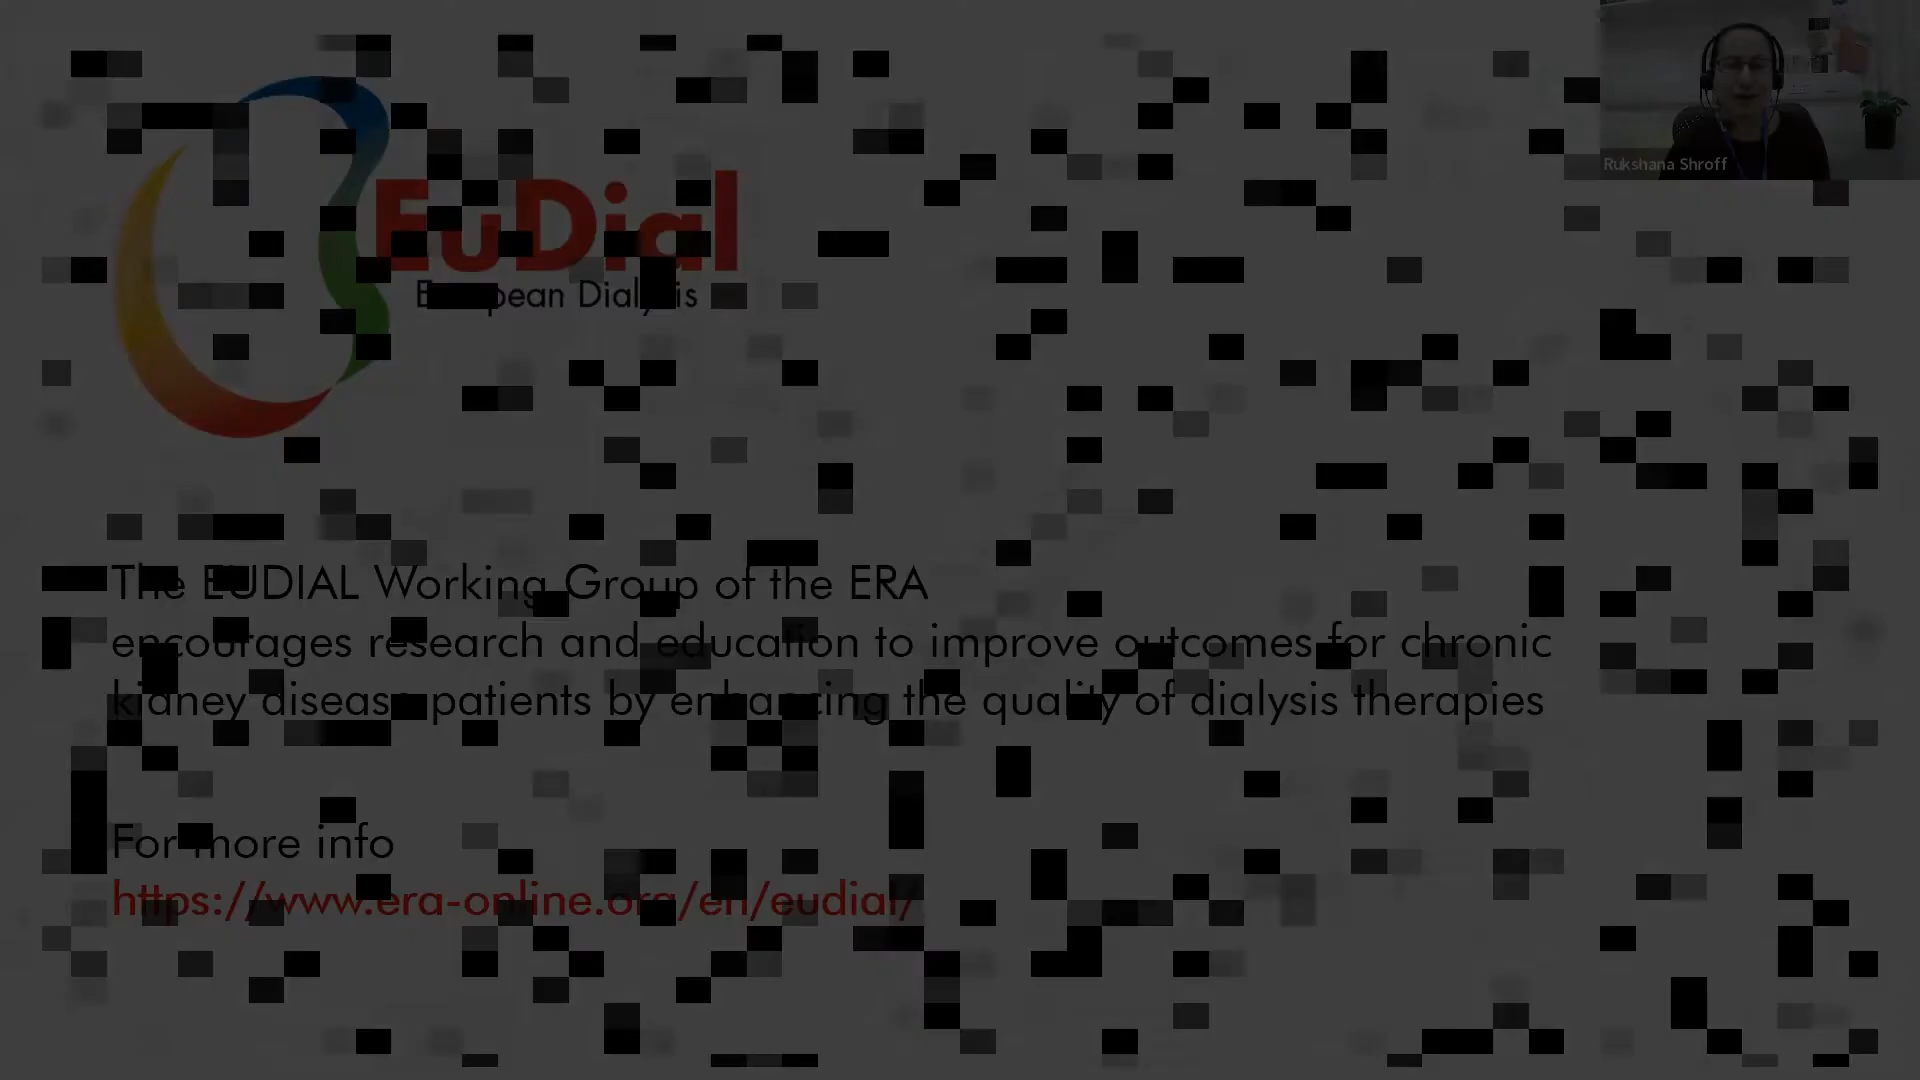 Rukshana Shroff
EuDial
European Dialysis
The EUDIAL Working Group of the ERA
encourages research and education to improve outcomes for chronic
kidney disease patients by enhancing the quality of dialysis therapies
For more info
https://www.era-online.org/en/eudial/